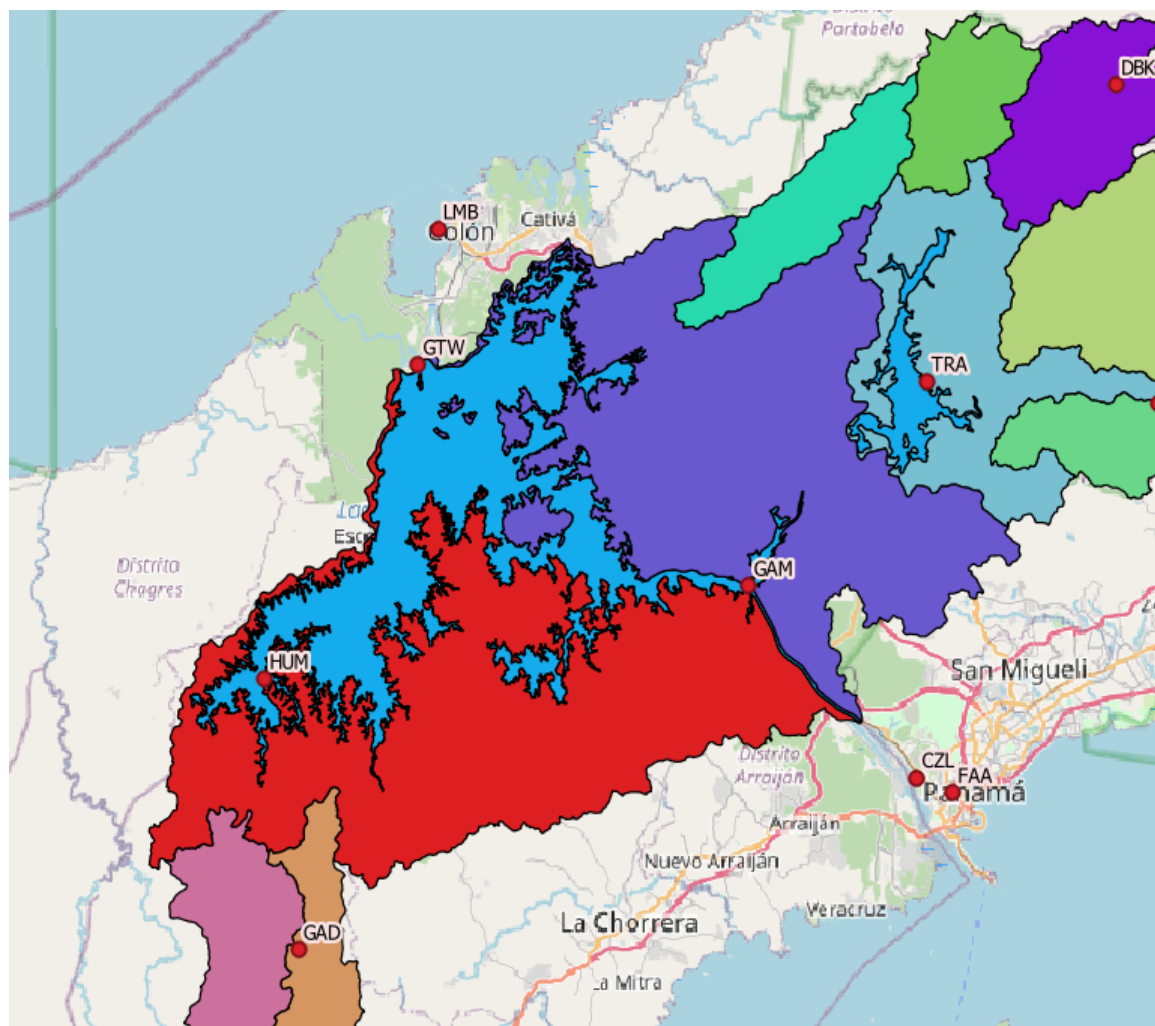 Distrito
Portobelo
DBK
LMB
Colón
Cativá
GTW
TRA
Distrito
Chagres
GAM
HUM
San Migueli
Distrito
Arraiján
CZL
FAA
Panamá
Arraiján
Nuevo Arraiján
Veracruz
La Chorrera
GAD
La Mitra